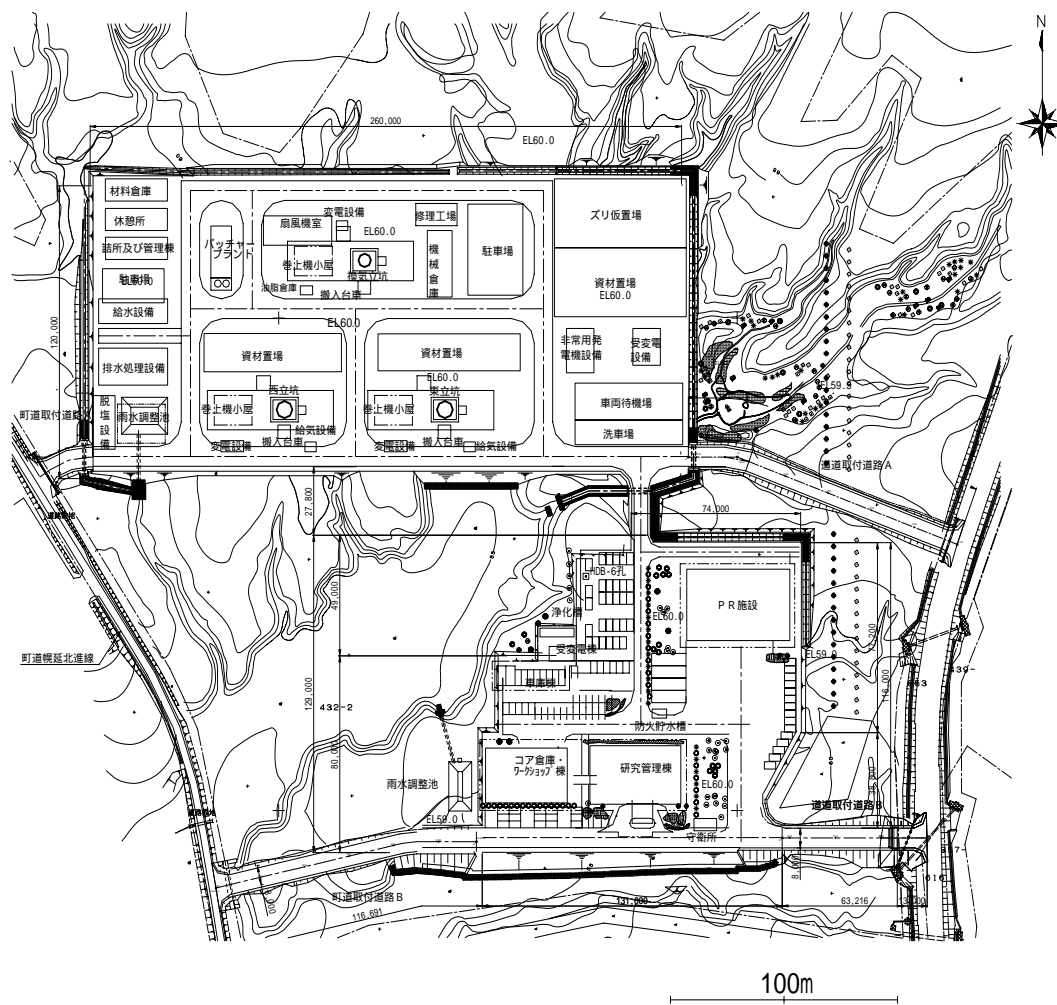 N
260,000
EL60.0
材料倉庫
休憩所
詰所及び管理棟
駐車場
EL60.0
給水設備
排水処理設備
脱塩設備
雨水調整池
120,000
町道取付道路
バッチャープラント
変電設備
扇風機室
EL60.0
巻上機小屋
換気立坑
油脂倉庫
搬入台車
修理工場
機械倉庫
駐車場
ズリ仮置場
資材置場
EL60.0
EL60.0
資材置場
西立坑
巻上機小屋
給気設備
変電設備
搬入台車
資材置場
EL60.0
東立坑
巻上機小屋
変電設備
搬入台車
給気設備
非常用発電機設備
受変電設備
車両待機場
洗車場
EL59.5
道道取付道路A
27,800
74,000
49,000
129,000
80,000
432-2
町道幌延北進線
HDB-6孔
浄化槽
受変電棟
車庫棟
EL60.0
PR施設
EL59.0
116,000
防火貯水槽
コア倉庫・ワークショップ棟
研究管理棟
EL60.0
雨水調整池
EL59.0
守衛所
道道取付道路B
町道取付道路B
116,691
131,000
63,216
100m